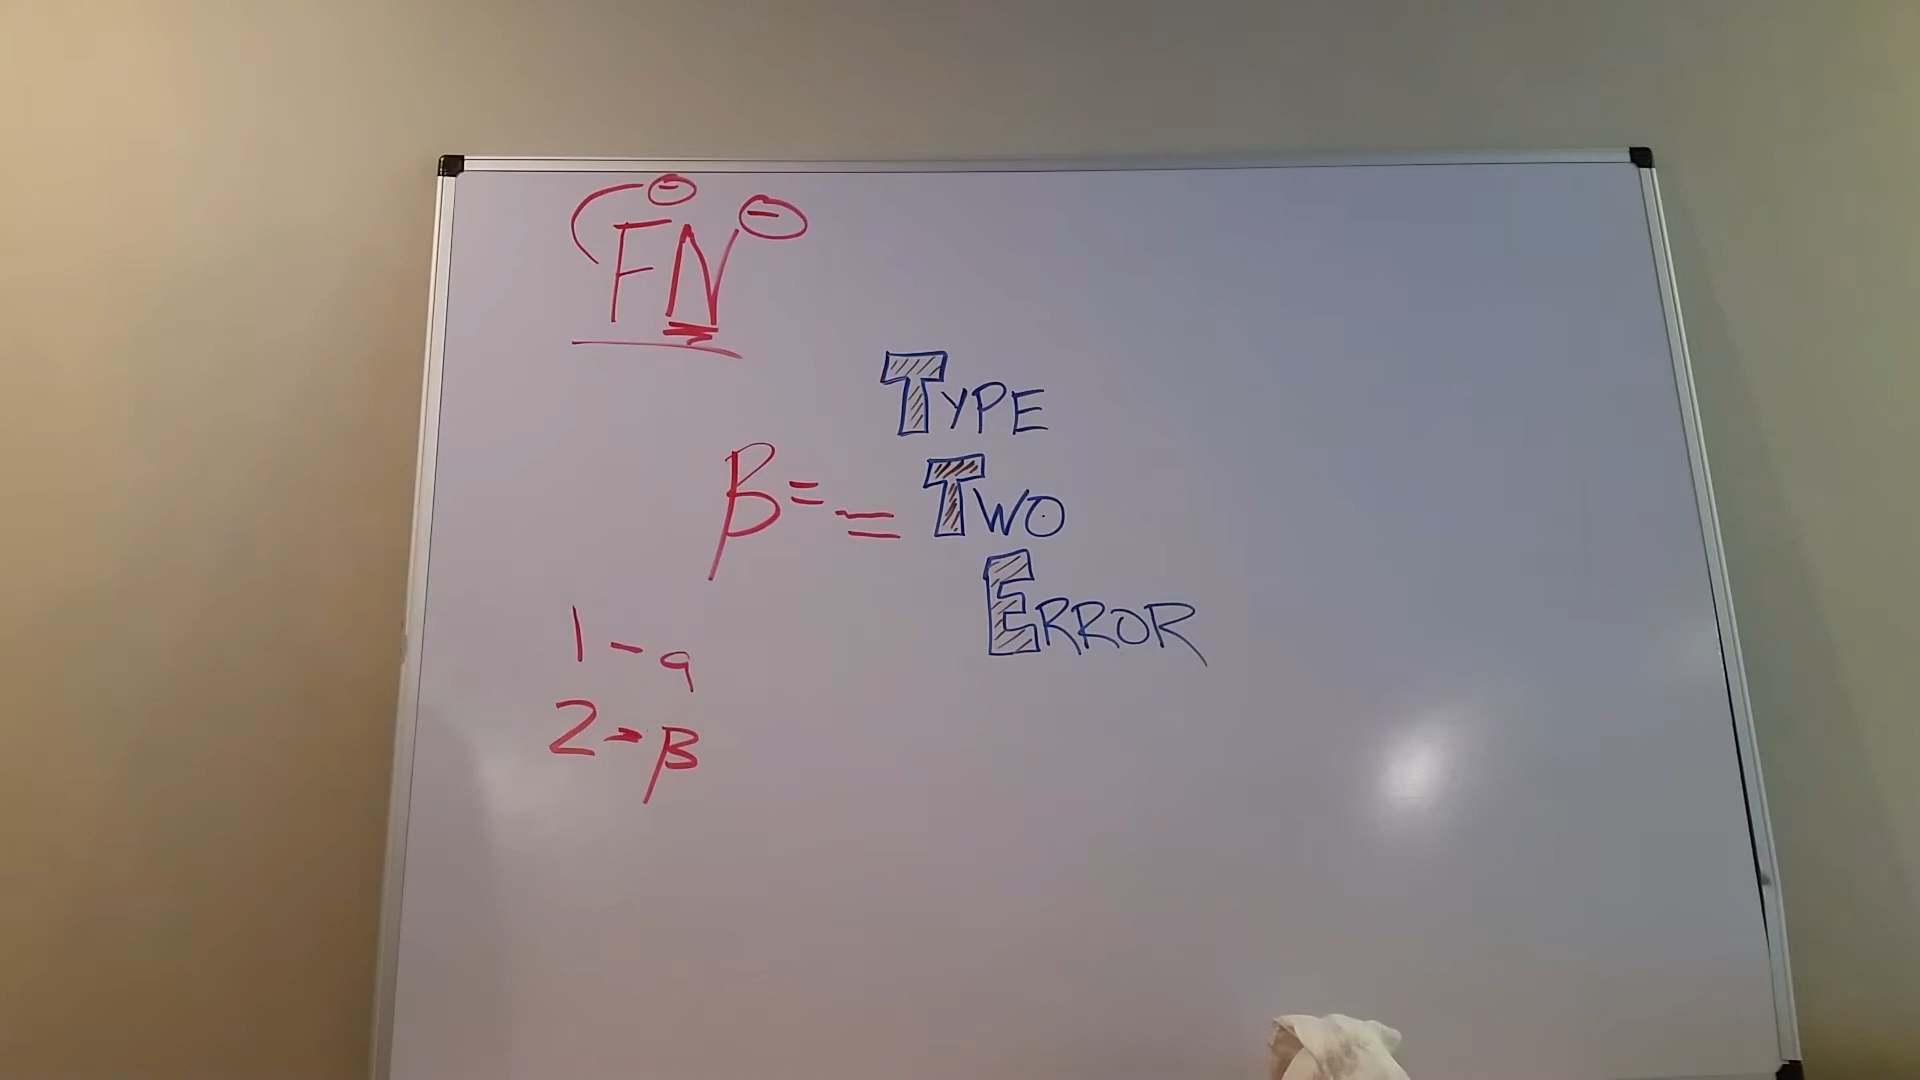 FN
TYPE
β = = TWO
ERROR
1 - a
2 - β